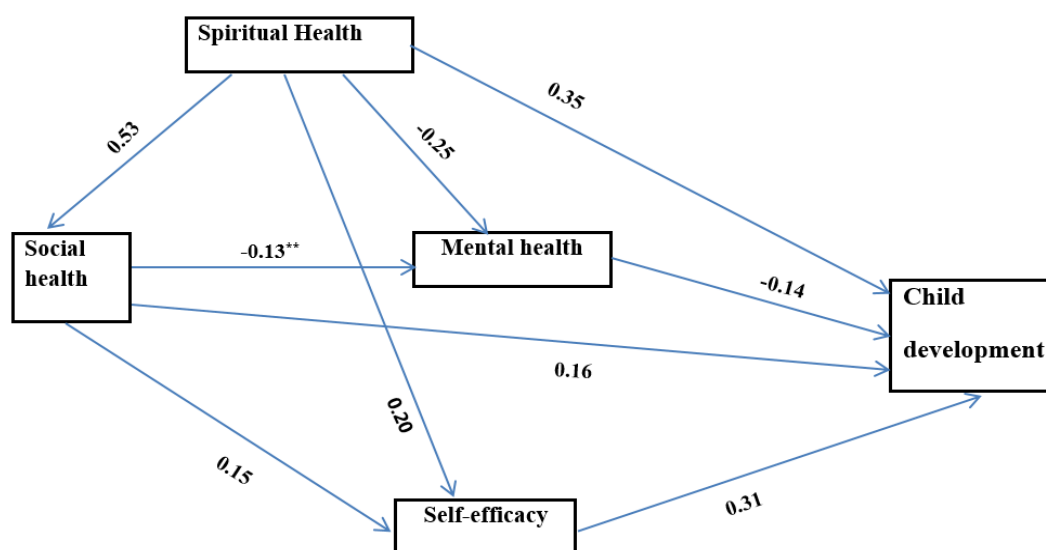 Spiritual Health
0.35
0.53
-0.25
Social
health
-0.13**
Mental health
-0.14
Child
development
0.16
0.20
0.15
Self-efficacy
0.31